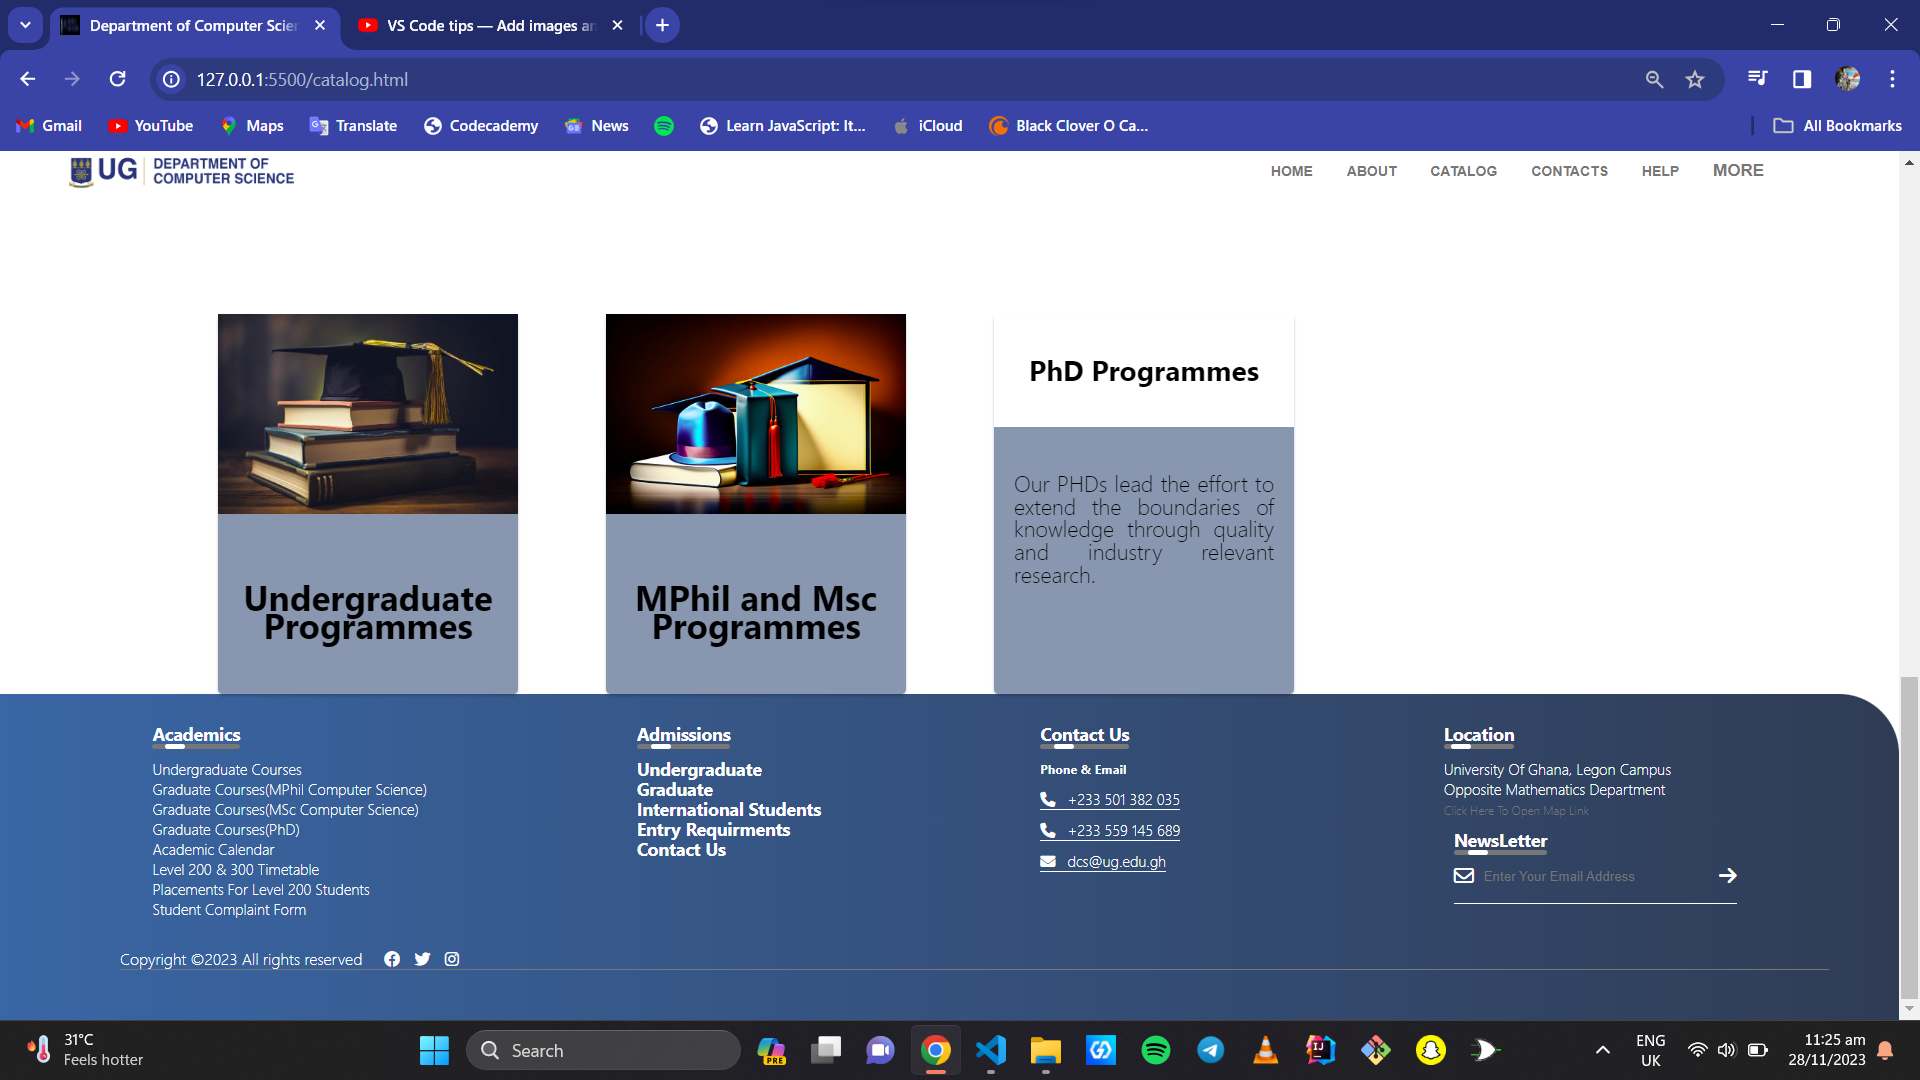 Department of Computer Scien
VS Code tips — Add images an
127.0.0.1:5500/catalog.html
Gmail
YouTube
Maps
Translate
Codecademy
News
Learn JavaScript: It...
iCloud
Black Clover O Ca...
All Bookmarks
UG
DEPARTMENT OF
COMPUTER SCIENCE
HOME
ABOUT
CATALOG
CONTACTS
HELP
MORE
Undergraduate
Programmes
MPhil and Msc
Programmes
PhD Programmes
Our PHDs lead the effort to
extend the boundaries of
knowledge through quality
and industry relevant
research.
Academics
Undergraduate Courses
Graduate Courses(MPhil Computer Science)
Graduate Courses(MSc Computer Science)
Graduate Courses(PhD)
Academic Calendar
Level 200 & 300 Timetable
Placements For Level 200 Students
Student Complaint Form
Admissions
Undergraduate
Graduate
International Students
Entry Requirments
Contact Us
Contact Us
Phone & Email
+233 501 382 035
+233 559 145 689
dcs@ug.edu.gh
Location
University Of Ghana, Legon Campus
Opposite Mathematics Department
Click Here To Open Map Link
NewsLetter
Enter Your Email Address
Copyright ©2023 All rights reserved
31°C
Feels hotter
Search
PRE
ENG
UK
11:25 am
28/11/2023